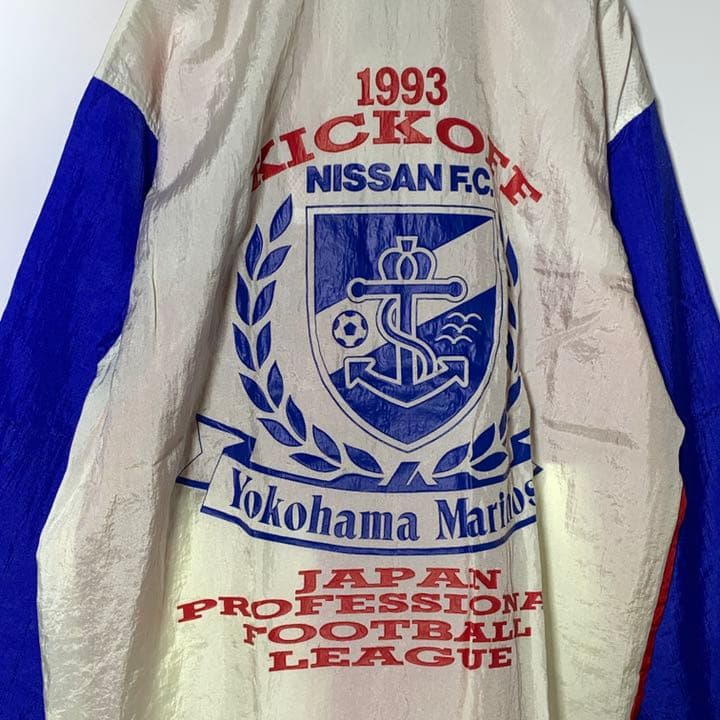 1993
KICKOFF
NISSAN F.C.
Yokohama Marinos
JAPAN
PROFESSIONAL
FOOTBALL
LEAGUE